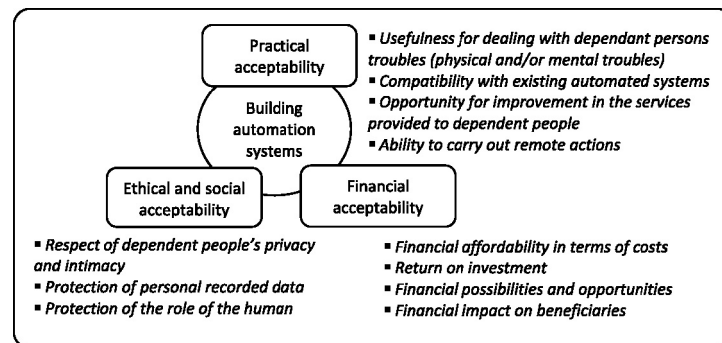 Practical
acceptability
▪ Usefulness for dealing with dependant persons
troubles (physical and/or mental troubles)
▪ Compatibility with existing automated systems
▪ Opportunity for improvement in the services
provided to dependent people
▪ Ability to carry out remote actions
Building
automation
systems
Ethical and social
acceptability
Financial
acceptability
▪ Respect of dependent people's privacy
and intimacy
▪ Protection of personal recorded data
▪ Protection of the role of the human
▪ Financial affordability in terms of costs
▪ Return on investment
▪ Financial possibilities and opportunities
▪ Financial impact on beneficiaries